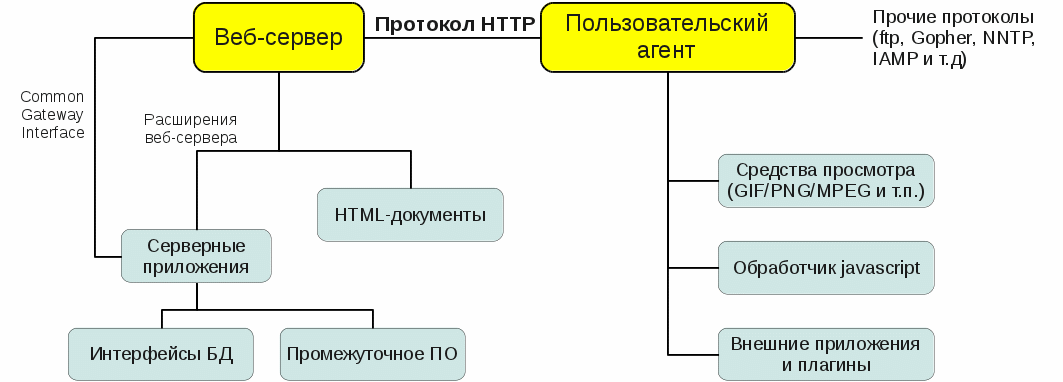 Веб-сервер
Протокол HTTP
Пользовательский
агент
Прочие протоколы
(ftp, Gopher, NNTP,
IAMP и т.д)
Common
Gateway
Interface
Расширения
веб-сервера
HTML-документы
Серверные
приложения
Интерфейсы БД
Промежуточное ПО
Средства просмотра
(GIF/PNG/MPEG и т.п.)
Обработчик javascript
Внешние приложения
и плагины